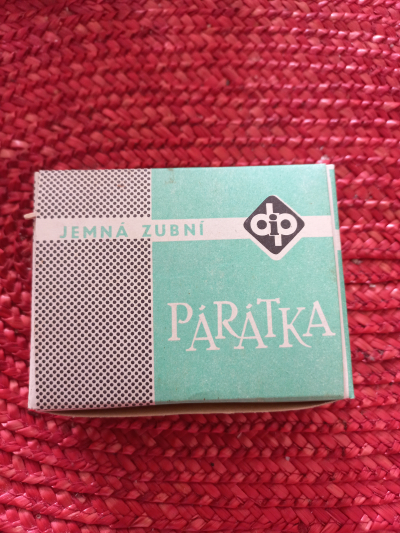 JEMNÁ ZUBNÍ
dip
PÁRÁTKA